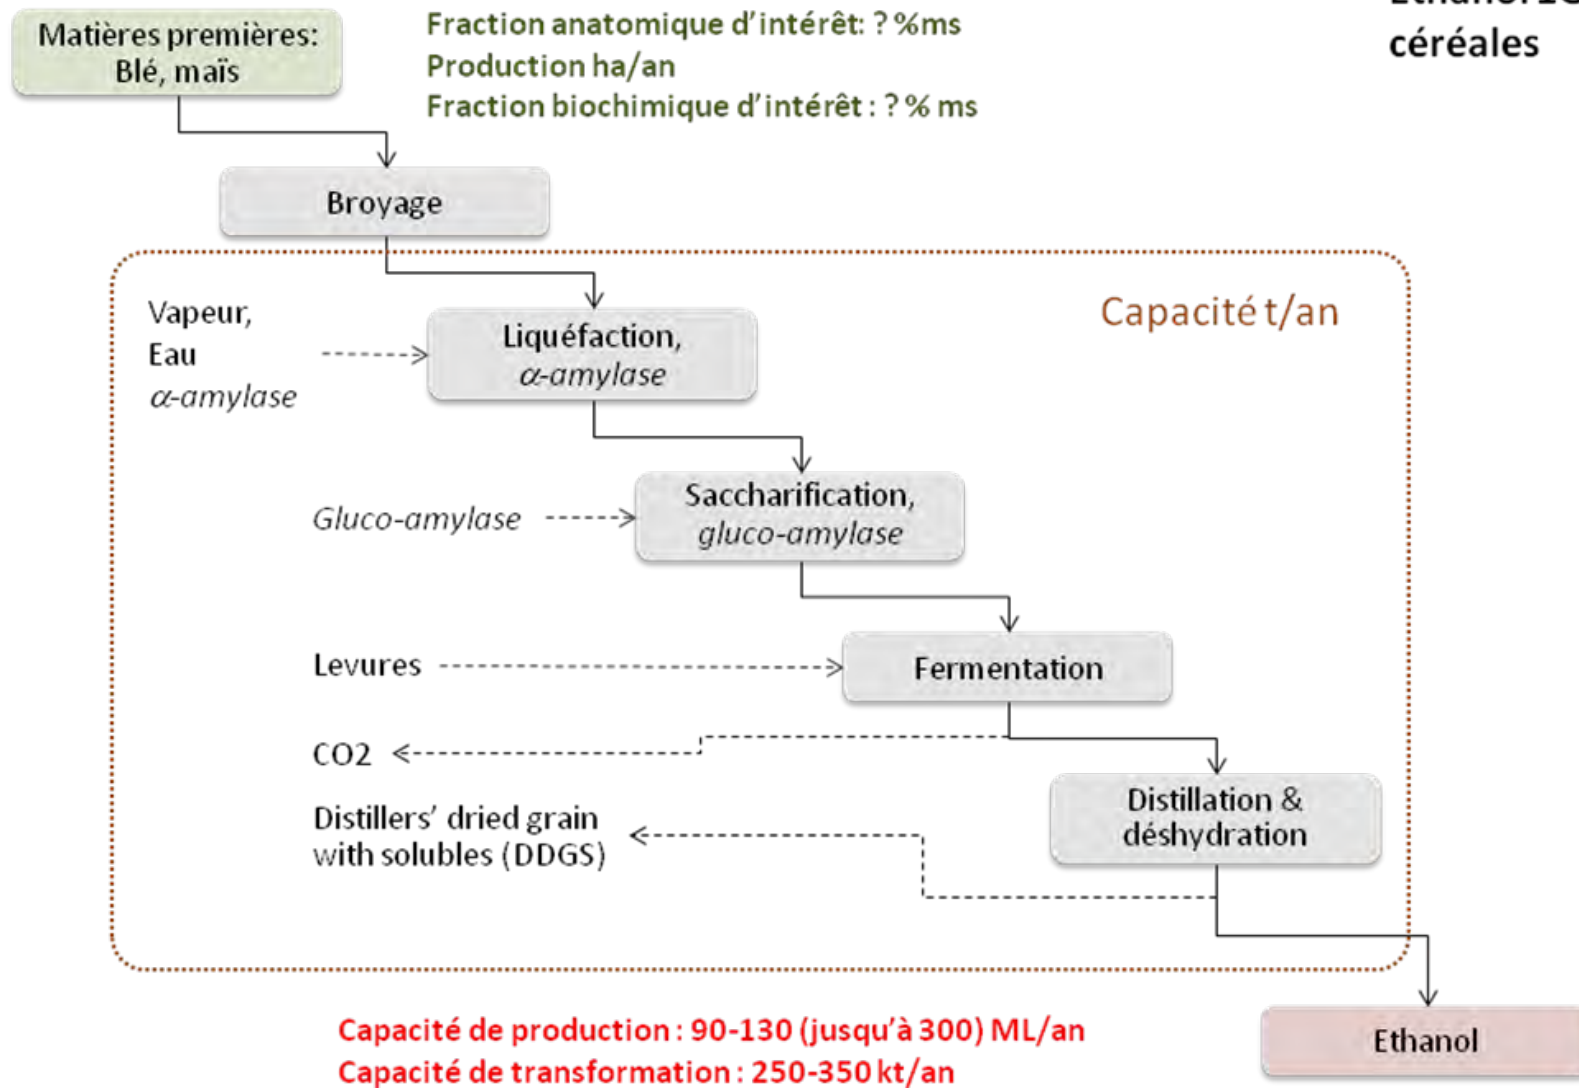 Matières premières:
Blé, maïs
Fraction anatomique d'intérêt: ? %ms
Production ha/an
Fraction biochimique d'intérêt : ? % ms
céréales
Broyage
Capacité t/an
Vapeur,
Eau
α-amylase
Liquéfaction,
α-amylase
Gluco-amylase
Saccharification,
gluco-amylase
Levures
Fermentation
CO2
Distillers' dried grain
with solubles (DDGS)
Distillation &
déshydration
Ethanol
Capacité de production : 90-130 (jusqu'à 300) ML/an
Capacité de transformation : 250-350 kt/an